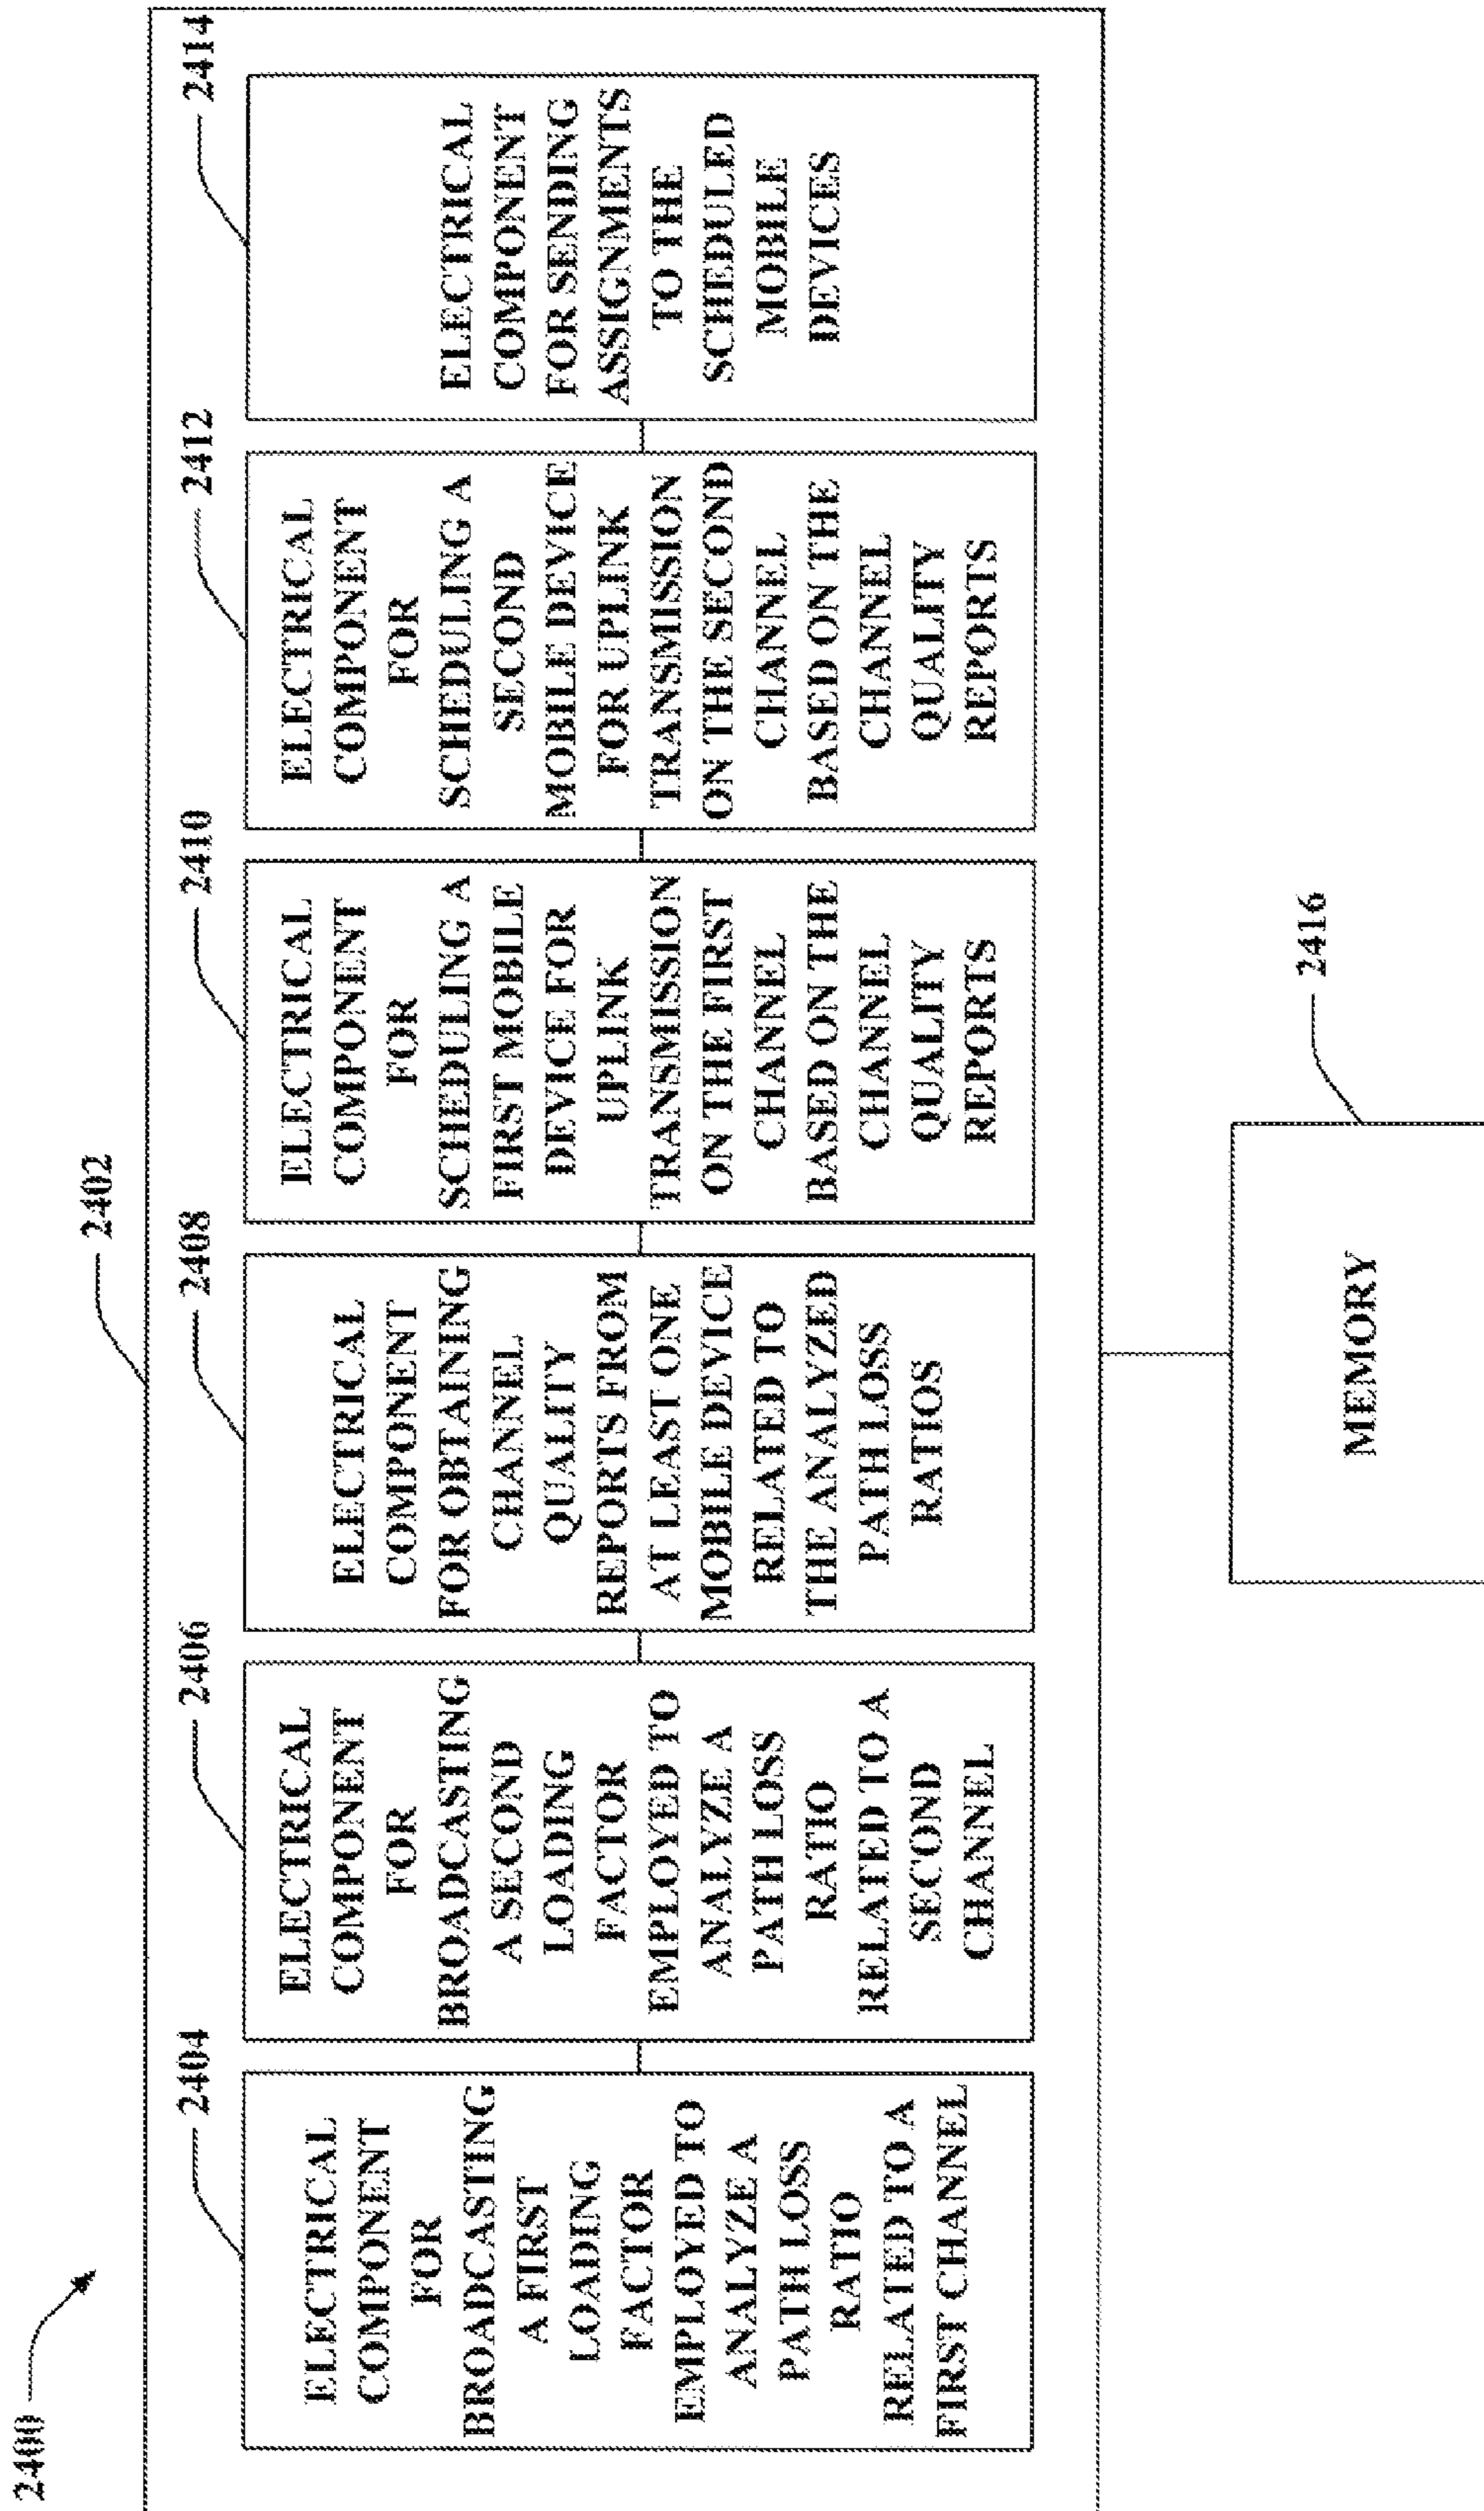 2400
2402
2404
ELECTRICAL
COMPONENT
FOR
BROADCASTING
A FIRST
LOADING
FACTOR
EMPLOYED TO
ANALYZE A
PATH LOSS
RATIO
RELATED TO A
FIRST CHANNEL
2406
ELECTRICAL
COMPONENT
FOR
BROADCASTING
A SECOND
LOADING
FACTOR
EMPLOYED TO
ANALYZE A
PATH LOSS
RATIO
RELATED TO A
SECOND
CHANNEL
2408
ELECTRICAL
COMPONENT
FOR OBTAINING
CHANNEL
QUALITY
REPORTS FROM
AT LEAST ONE
MOBILE DEVICE
RELATED TO
THE ANALYZED
PATH LOSS
RATIOS
2410
ELECTRICAL
COMPONENT
FOR
SCHEDULING A
FIRST MOBILE
DEVICE FOR
UPLINK
TRANSMISSION
ON THE FIRST
CHANNEL
BASED ON THE
CHANNEL
QUALITY
REPORTS
2412
ELECTRICAL
COMPONENT
FOR
SCHEDULING A
SECOND
MOBILE DEVICE
FOR UPLINK
TRANSMISSION
ON THE SECOND
CHANNEL
BASED ON THE
CHANNEL
QUALITY
REPORTS
2414
ELECTRICAL
COMPONENT
FOR SENDING
ASSIGNMENTS
TO THE
SCHEDULED
MOBILE
DEVICES
2416
MEMORY